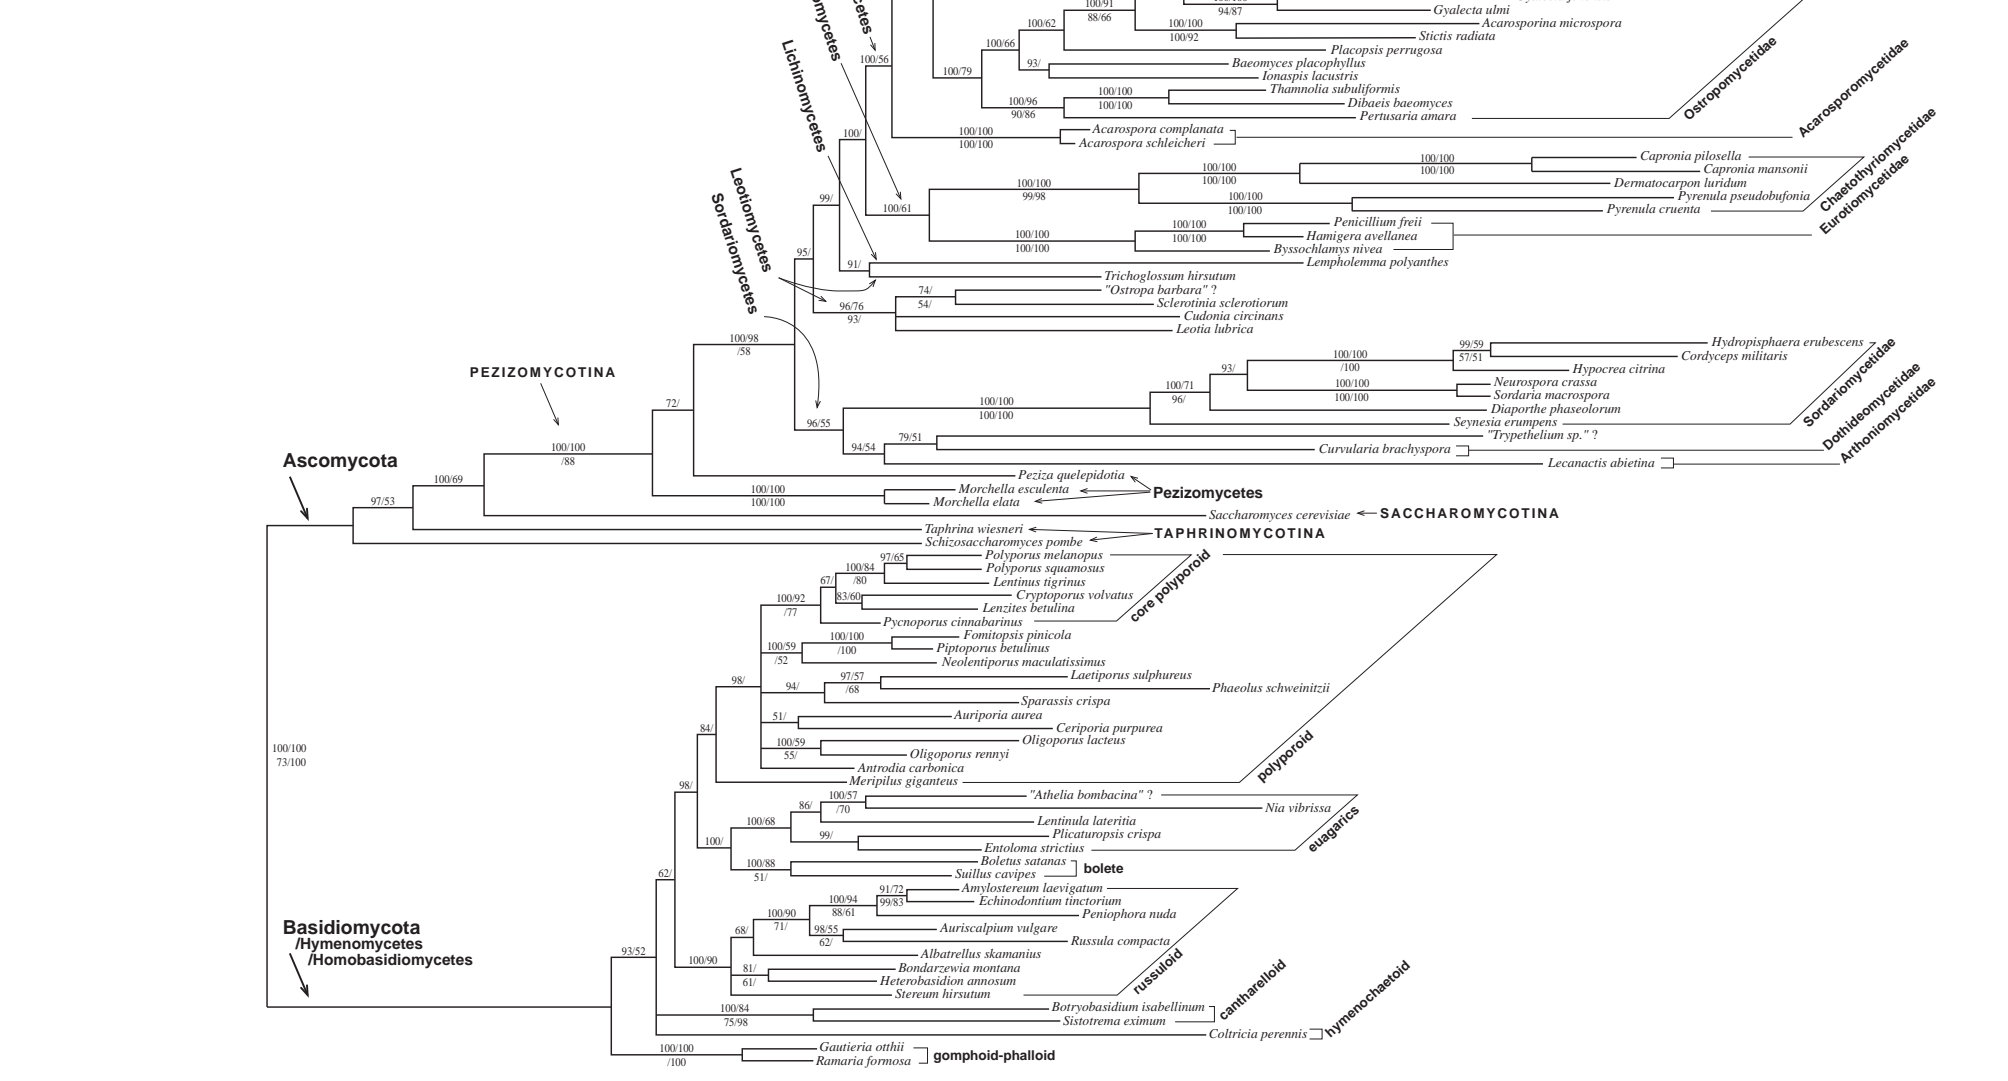 100/91
88/66
94/87
Gyalecta ulmi
Acarosporina microspora
100/100
100/92
Stictis radiata
100/62
100/66
Placopsis perrugosa
Baeomyces placophyllus
93/
Ionaspis lacustris
100/79
Thamnolia subuliformis
100/100
100/100
Dibaeis baeomyces
100/96
90/86
Pertusaria amara
Ostropomycetidae
100/56
Acarospora complanata
100/100
100/100
Acarospora schleicheri
Acarosporomycetidae
Lichinomycetes
100/
Capronia pilosella
100/100
100/100
Capronia mansonii
100/100
100/100
Dermatocarpon luridum
100/100
99/98
Pyrenula pseudobufonia
100/100
100/100
Pyrenula cruenta
Chaetothyriomycetidae
Eurotiomycetidae
100/61
Penicillium freii
100/100
100/100
Hamigera avellanea
100/100
100/100
Byssochlamys nivea
Leotiomycetes
Sordariomycetes
99/
95/
91/
Lempholemma polyanthes
Trichoglossum hirsutum
74/
54/
"Ostropa barbara" ?
Sclerotinia sclerotiorum
96/76
93/
Cudonia circinans
Leotia lubrica
100/98
/58
PEZIZOMYCOTINA
99/59
57/51
Hydropisphaera erubescens
Cordyceps militaris
100/100
/100
Hypocrea citrina
93/
100/100
100/100
Neurospora crassa
Sordaria macrospora
100/71
96/
Diaporthe phaseolorum
100/100
100/100
Seynesia erumpens
Sordariomycetidae
72/
96/55
79/51
"Trypethelium sp." ?
94/54
Curvularia brachyspora
Dothideomycetidae
Lecanactis abietina
Arthoniomycetidae
100/100
/88
Ascomycota
Peziza quelepidotia
100/69
100/100
100/100
Morchella esculenta
Morchella elata
Pezizomycetes
97/53
Saccharomyces cerevisiae
SACCHAROMYCOTINA
Taphrina wiesneri
TAPHRINOMYCOTINA
Schizosaccharomyces pombe
97/65
Polyporus melanopus
Polyporus squamosus
100/84
/80
Lentinus tigrinus
67/
83/60
Cryptoporus volvatus
Lenzites betulina
100/92
/77
Pycnoporus cinnabarinus
core polyporoid
100/100
/100
Fomitopsis pinicola
Piptoporus betulinus
100/59
/52
Neolentiporus maculatissimus
97/57
/68
Laetiporus sulphureus
Phaeolus schweinitzii
98/
94/
Sparassis crispa
51/
Auriporia aurea
Ceriporia purpurea
100/59
55/
Oligoporus lacteus
Oligoporus rennyi
Antrodia carbonica
84/
Meripilus giganteus
polyporoid
100/100
73/100
98/
100/57
/70
"Athelia bombacina" ?
Nia vibrissa
86/
Lentinula lateritia
100/68
99/
Plicaturopsis crispa
Entoloma strictius
euagarics
100/
100/88
51/
Boletus satanas
Suillus cavipes
bolete
62/
91/72
99/83
Amylostereum laevigatum
Echinodontium tinctorium
100/94
88/61
Peniophora nuda
100/90
71/
98/55
62/
Auriscalpium vulgare
Russula compacta
68/
Albatrellus skamanius
100/90
81/
61/
Bondarzewia montana
Heterobasidion annosum
Stereum hirsutum
russuloid
Basidiomycota
/Hymenomycetes
/Homobasidiomycetes
93/52
100/84
75/98
Botryobasidium isabellinum
Sistotrema eximum
cantharelloid
Coltricia perennis
hymenochaetoid
100/100
/100
Gautieria otthii
Ramaria formosa
gomphoid-phalloid